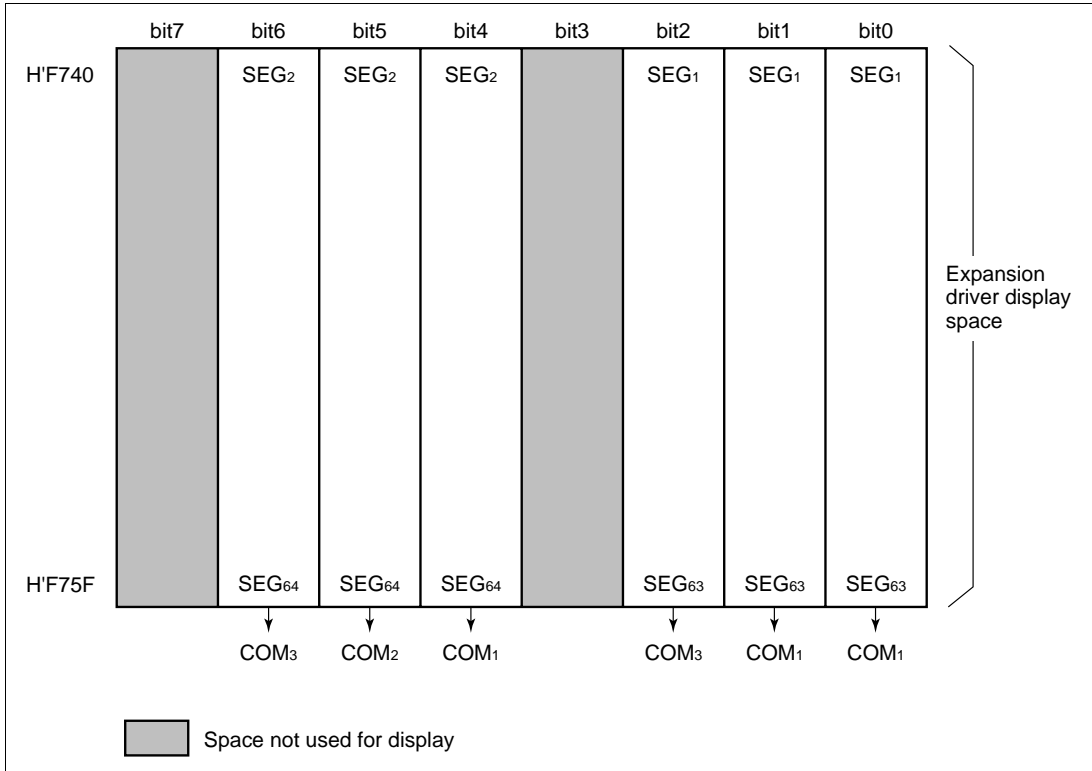 bit7 bit6 bit5 bit4 bit3 bit2 bit1 bit0
H'F740 SEG2 SEG2 SEG2 SEG1 SEG1 SEG1
Expansion
driver display
space
H'F75F SEG64 SEG64 SEG64 SEG63 SEG63 SEG63
COM3 COM2 COM1 COM3 COM1 COM1
Space not used for display